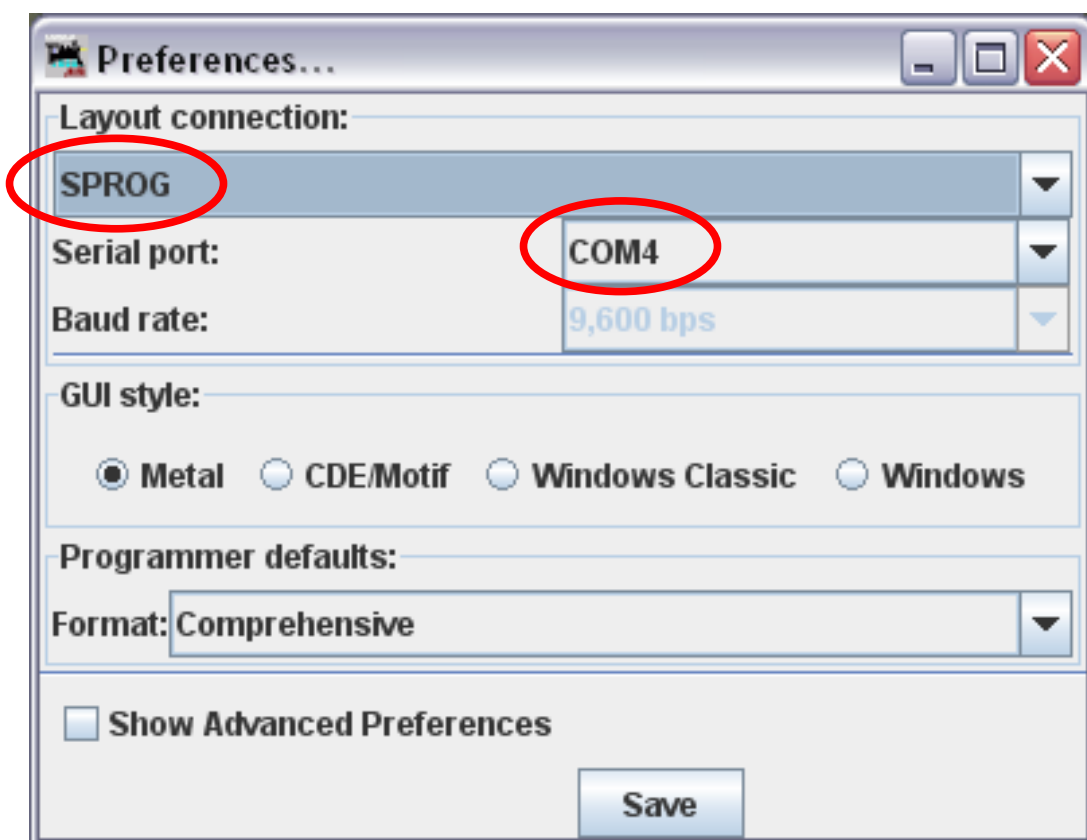 Preferences...
Layout connection:
SPROG
Serial port: COM4
Baud rate: 9,600 bps
GUI style:
Metal CDE/Motif Windows Classic Windows
Programmer defaults:
Format: Comprehensive
Show Advanced Preferences
Save